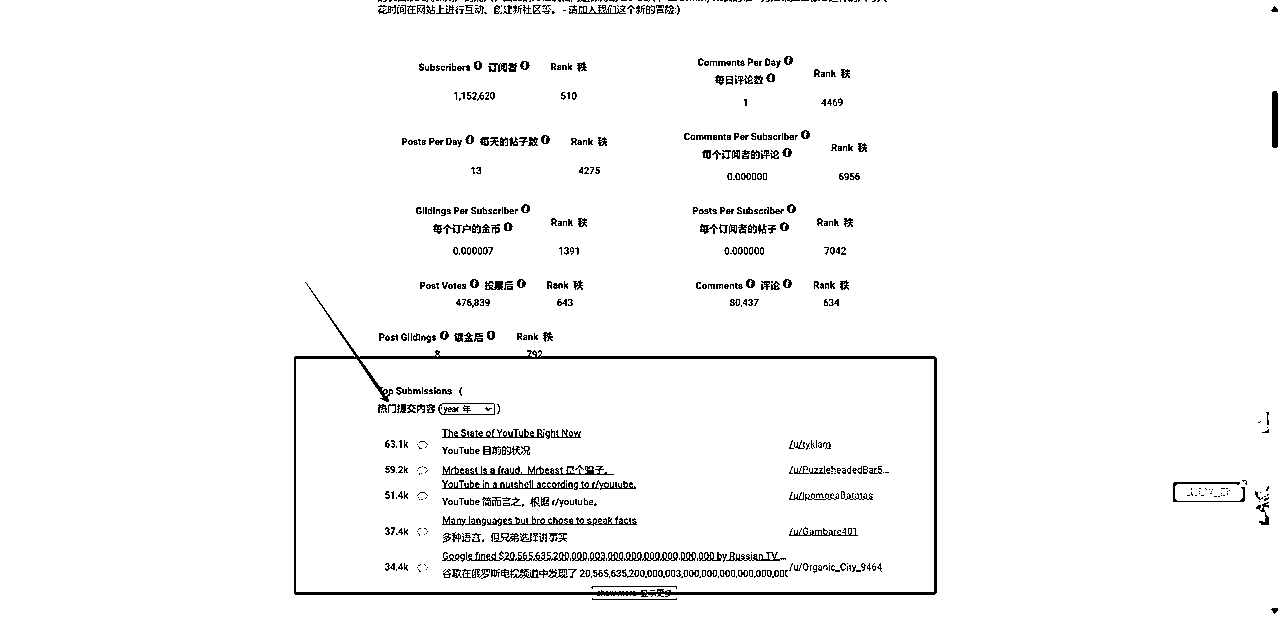 花时间在网站上进行互动、创建新社区等。 - 请加入我们这个新的冒险:)
Subscribers 订阅者 Rank 秩
1,152,620 510
Comments Per Day
每日评论数 Rank 秩
1 4469
Posts Per Day 每天的帖子数 Rank 秩
13 4275
Comments Per Subscriber
每个订阅者的评论 Rank 秩
0.000000 6956
Gildings Per Subscriber
每个订户的金币 Rank 秩
0.000007 1391
Posts Per Subscriber
每个订阅者的帖子 Rank 秩
0.000000 7042
Post Votes 投票后 Rank 秩
476,839 643
Comments 评论 Rank 秩
80,437 634
Post Gildings 镀金后 Rank 秩
8 792
Top Submissions (
热门提交内容 (year 年)
The State of YouTube Right Now
63.1k YouTube 目前的状况 /u/tyklam
59.2k Mrbeast is a fraud. Mrbeast 是个骗子。 /u/PuzzleheadedBar5...
YouTube in a nutshell according to r/youtube.
51.4k YouTube 简而言之，根据 r/youtube。 /u/IpomoeaBatatas
Many languages but bro chose to speak facts
37.4k 多种语言，但兄弟选择讲事实 /u/Gambare401
Google fined $20,565,635,200,000,003,000,000,000,000,000,000 by Russian TV ...
34.4k 谷歌在俄罗斯电视频道中发现了 20,565,635,200,000,003,000,000,000,000,000 /u/Organic_City_9464
show more 显示更多